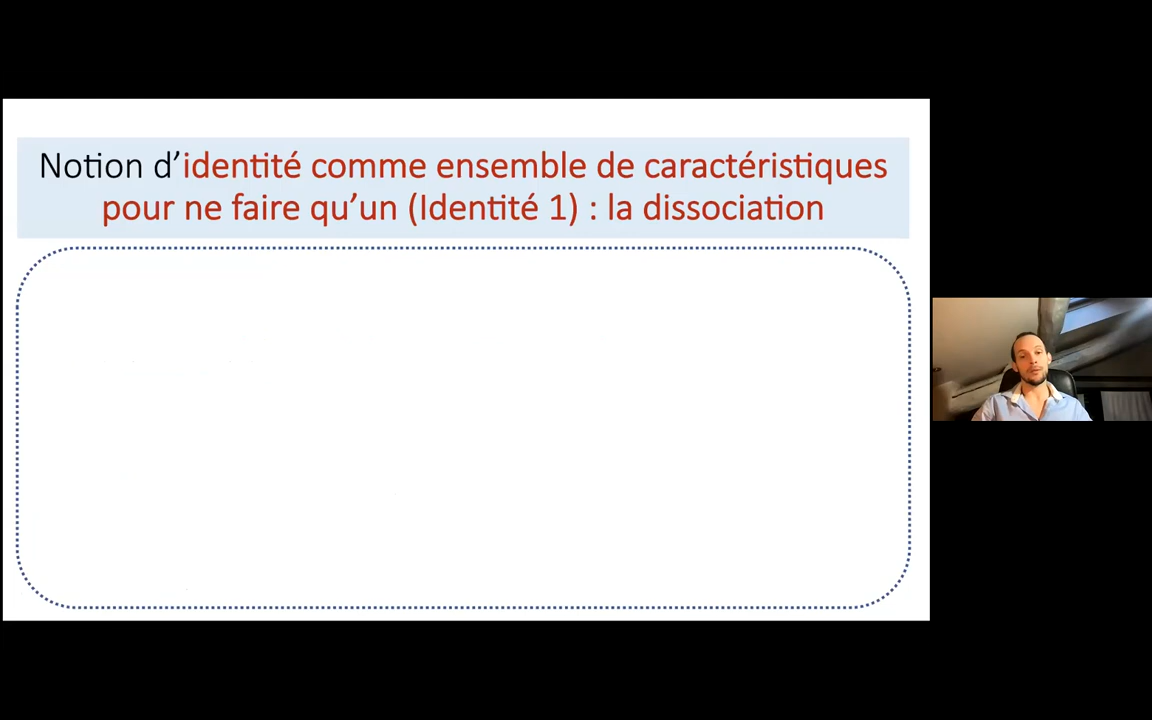 Notion d’identité comme ensemble de caractéristiques
pour ne faire qu’un (Identité 1) : la dissociation